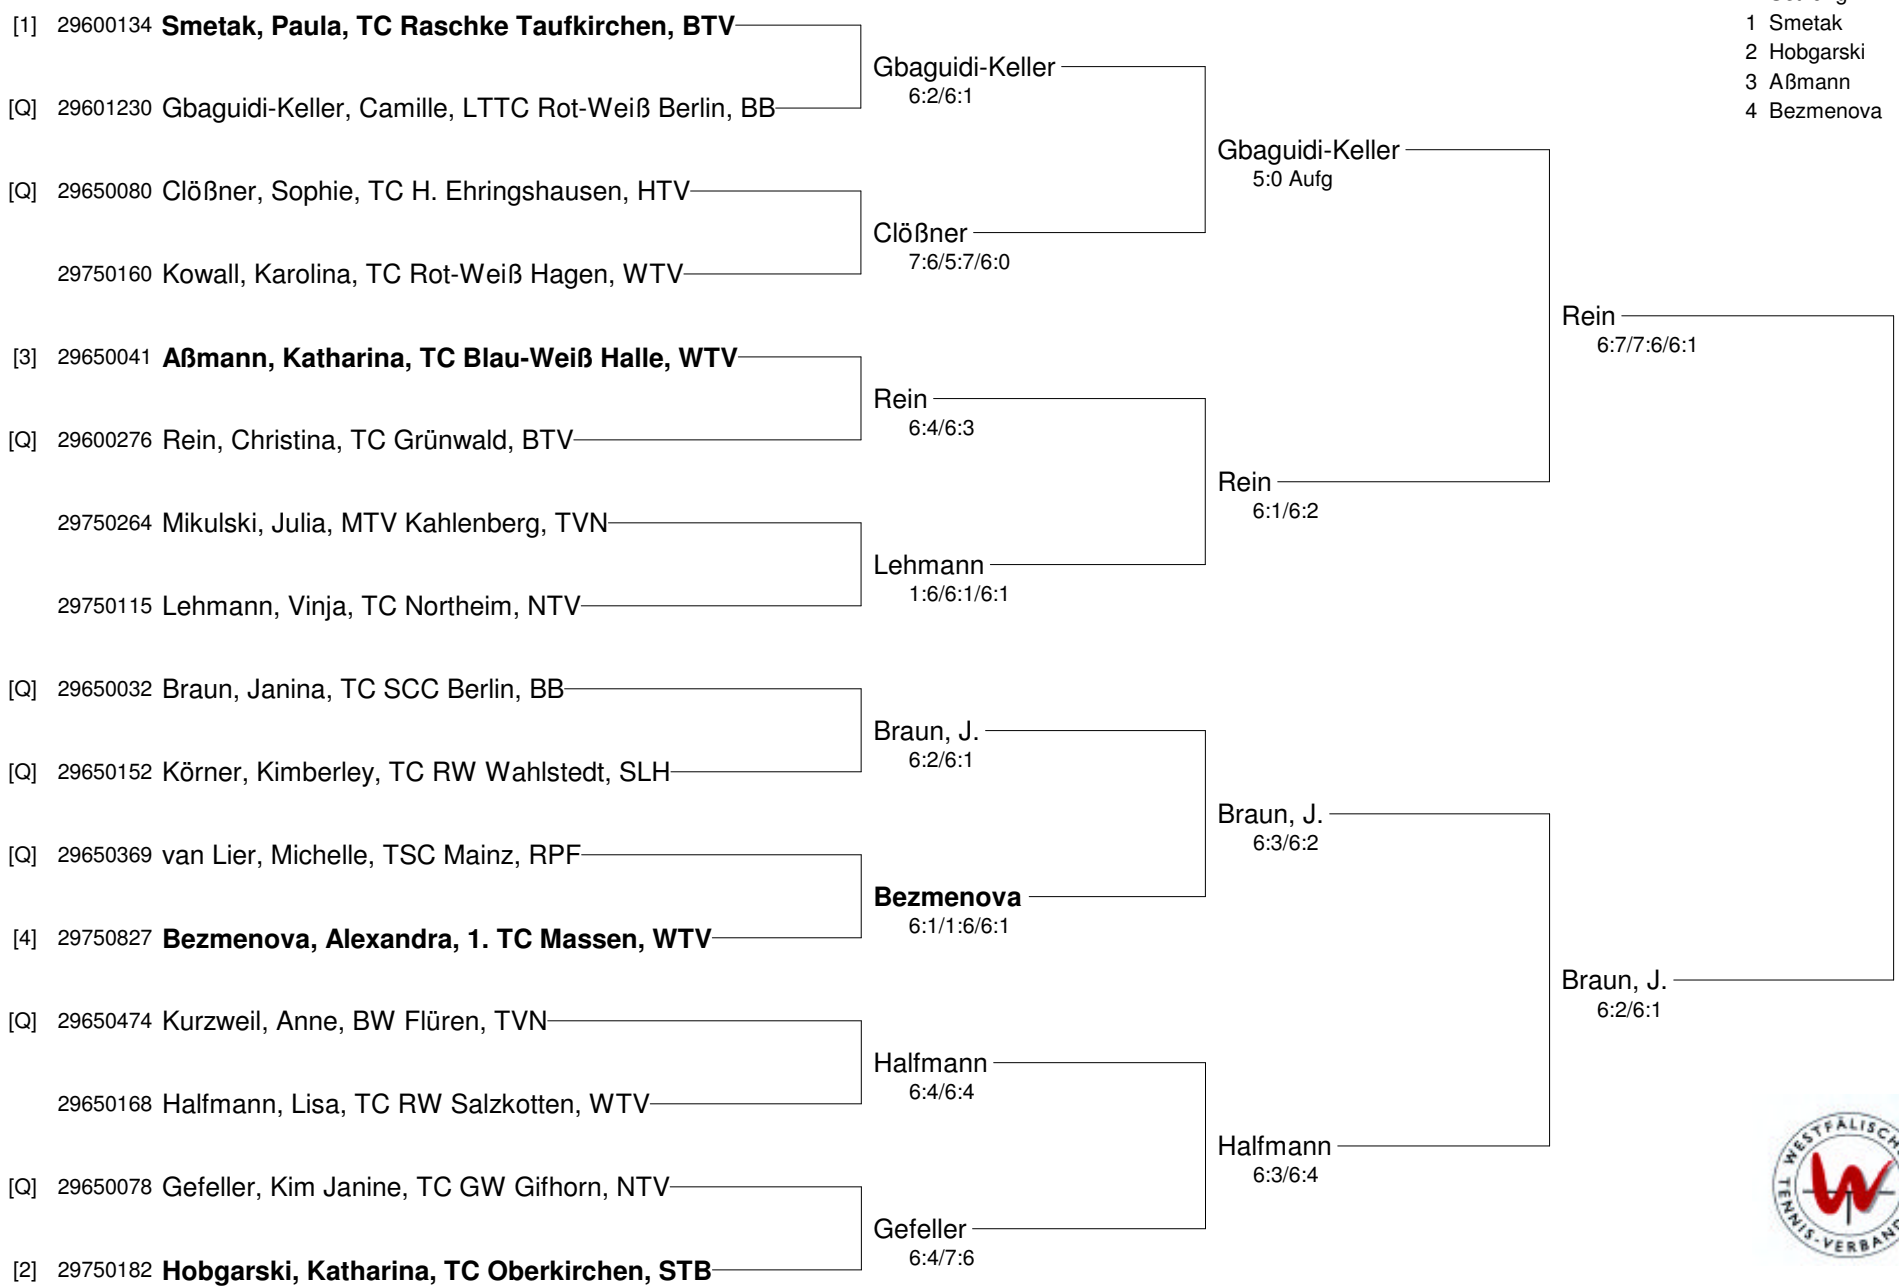 [1] 29600134 Smetak, Paula, TC Raschke Taufkirchen, BTV
[Q] 29601230 Gbaguidi-Keller, Camille, LTTC Rot-Weiß Berlin, BB
[Q] 29650080 Clößner, Sophie, TC H. Ehringshausen, HTV
29750160 Kowall, Karolina, TC Rot-Weiß Hagen, WTV
[3] 29650041 Aßmann, Katharina, TC Blau-Weiß Halle, WTV
[Q] 29600276 Rein, Christina, TC Grünwald, BTV
29750264 Mikulski, Julia, MTV Kahlenberg, TVN
29750115 Lehmann, Vinja, TC Northeim, NTV
[Q] 29650032 Braun, Janina, TC SCC Berlin, BB
[Q] 29650152 Körner, Kimberley, TC RW Wahlstedt, SLH
[Q] 29650369 van Lier, Michelle, TSC Mainz, RPF
[4] 29750827 Bezmenova, Alexandra, 1. TC Massen, WTV
[Q] 29650474 Kurzweil, Anne, BW Flüren, TVN
29650168 Halfmann, Lisa, TC RW Salzkotten, WTV
[Q] 29650078 Gefeller, Kim Janine, TC GW Gifhorn, NTV
[2] 29750182 Hobgarski, Katharina, TC Oberkirchen, STB
Gbaguidi-Keller
6:2/6:1
Clößner
7:6/5:7/6:0
Rein
6:4/6:3
Lehmann
1:6/6:1/6:1
Braun, J.
6:2/6:1
Bezmenova
6:1/1:6/6:1
Halfmann
6:4/6:4
Gefeller
6:4/7:6
Gbaguidi-Keller
5:0 Aufg
Rein
6:1/6:2
Braun, J.
6:3/6:2
Halfmann
6:3/6:4
Rein
6:7/7:6/6:1
Braun, J.
6:2/6:1
1 Smetak
2 Hobgarski
3 Aßmann
4 Bezmenova
WESTFÄLISCH
TENNIS-VERBAND